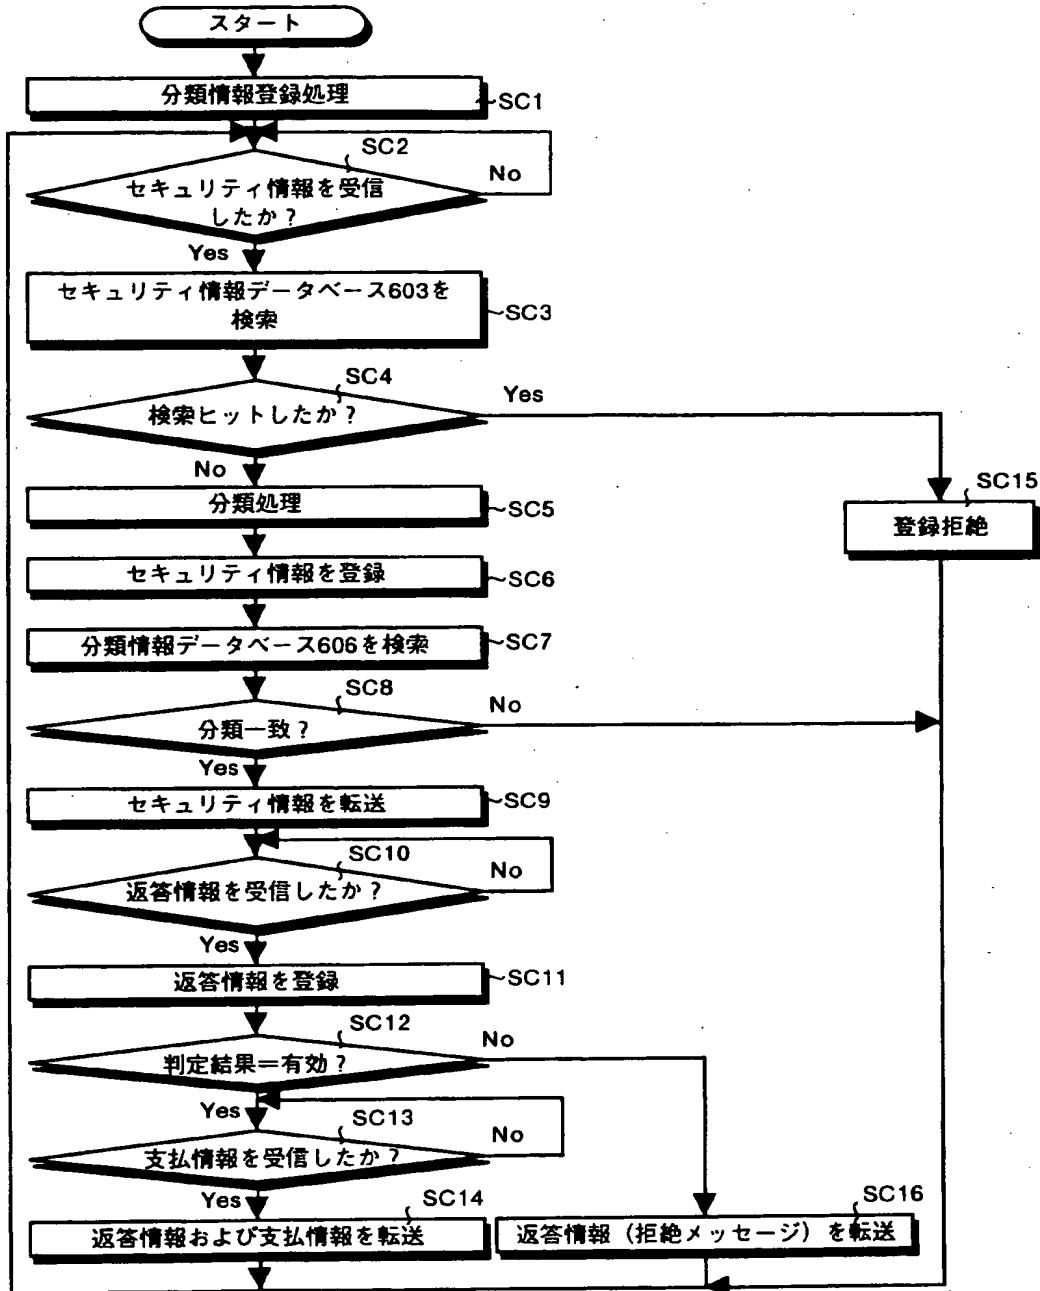 スタート
分類情報登録処理
SC1
SC2
セキュリティ情報を受信
したか?
No
Yes
セキュリティ情報データベース603を
検索
SC3
SC4
検索ヒットしたか?
Yes
No
分類処理
SC5
SC15
登録拒絶
セキュリティ情報を登録
SC6
分類情報データベース606を検索
SC7
SC8
分類一致?
No
Yes
セキュリティ情報を転送
SC9
SC10
返答情報を受信したか?
No
Yes
返答情報を登録
SC11
SC12
判定結果=有効?
No
Yes
SC13
支払情報を受信したか?
No
Yes
SC14
返答情報および支払情報を転送
SC16
返答情報(拒絶メッセージ)を転送